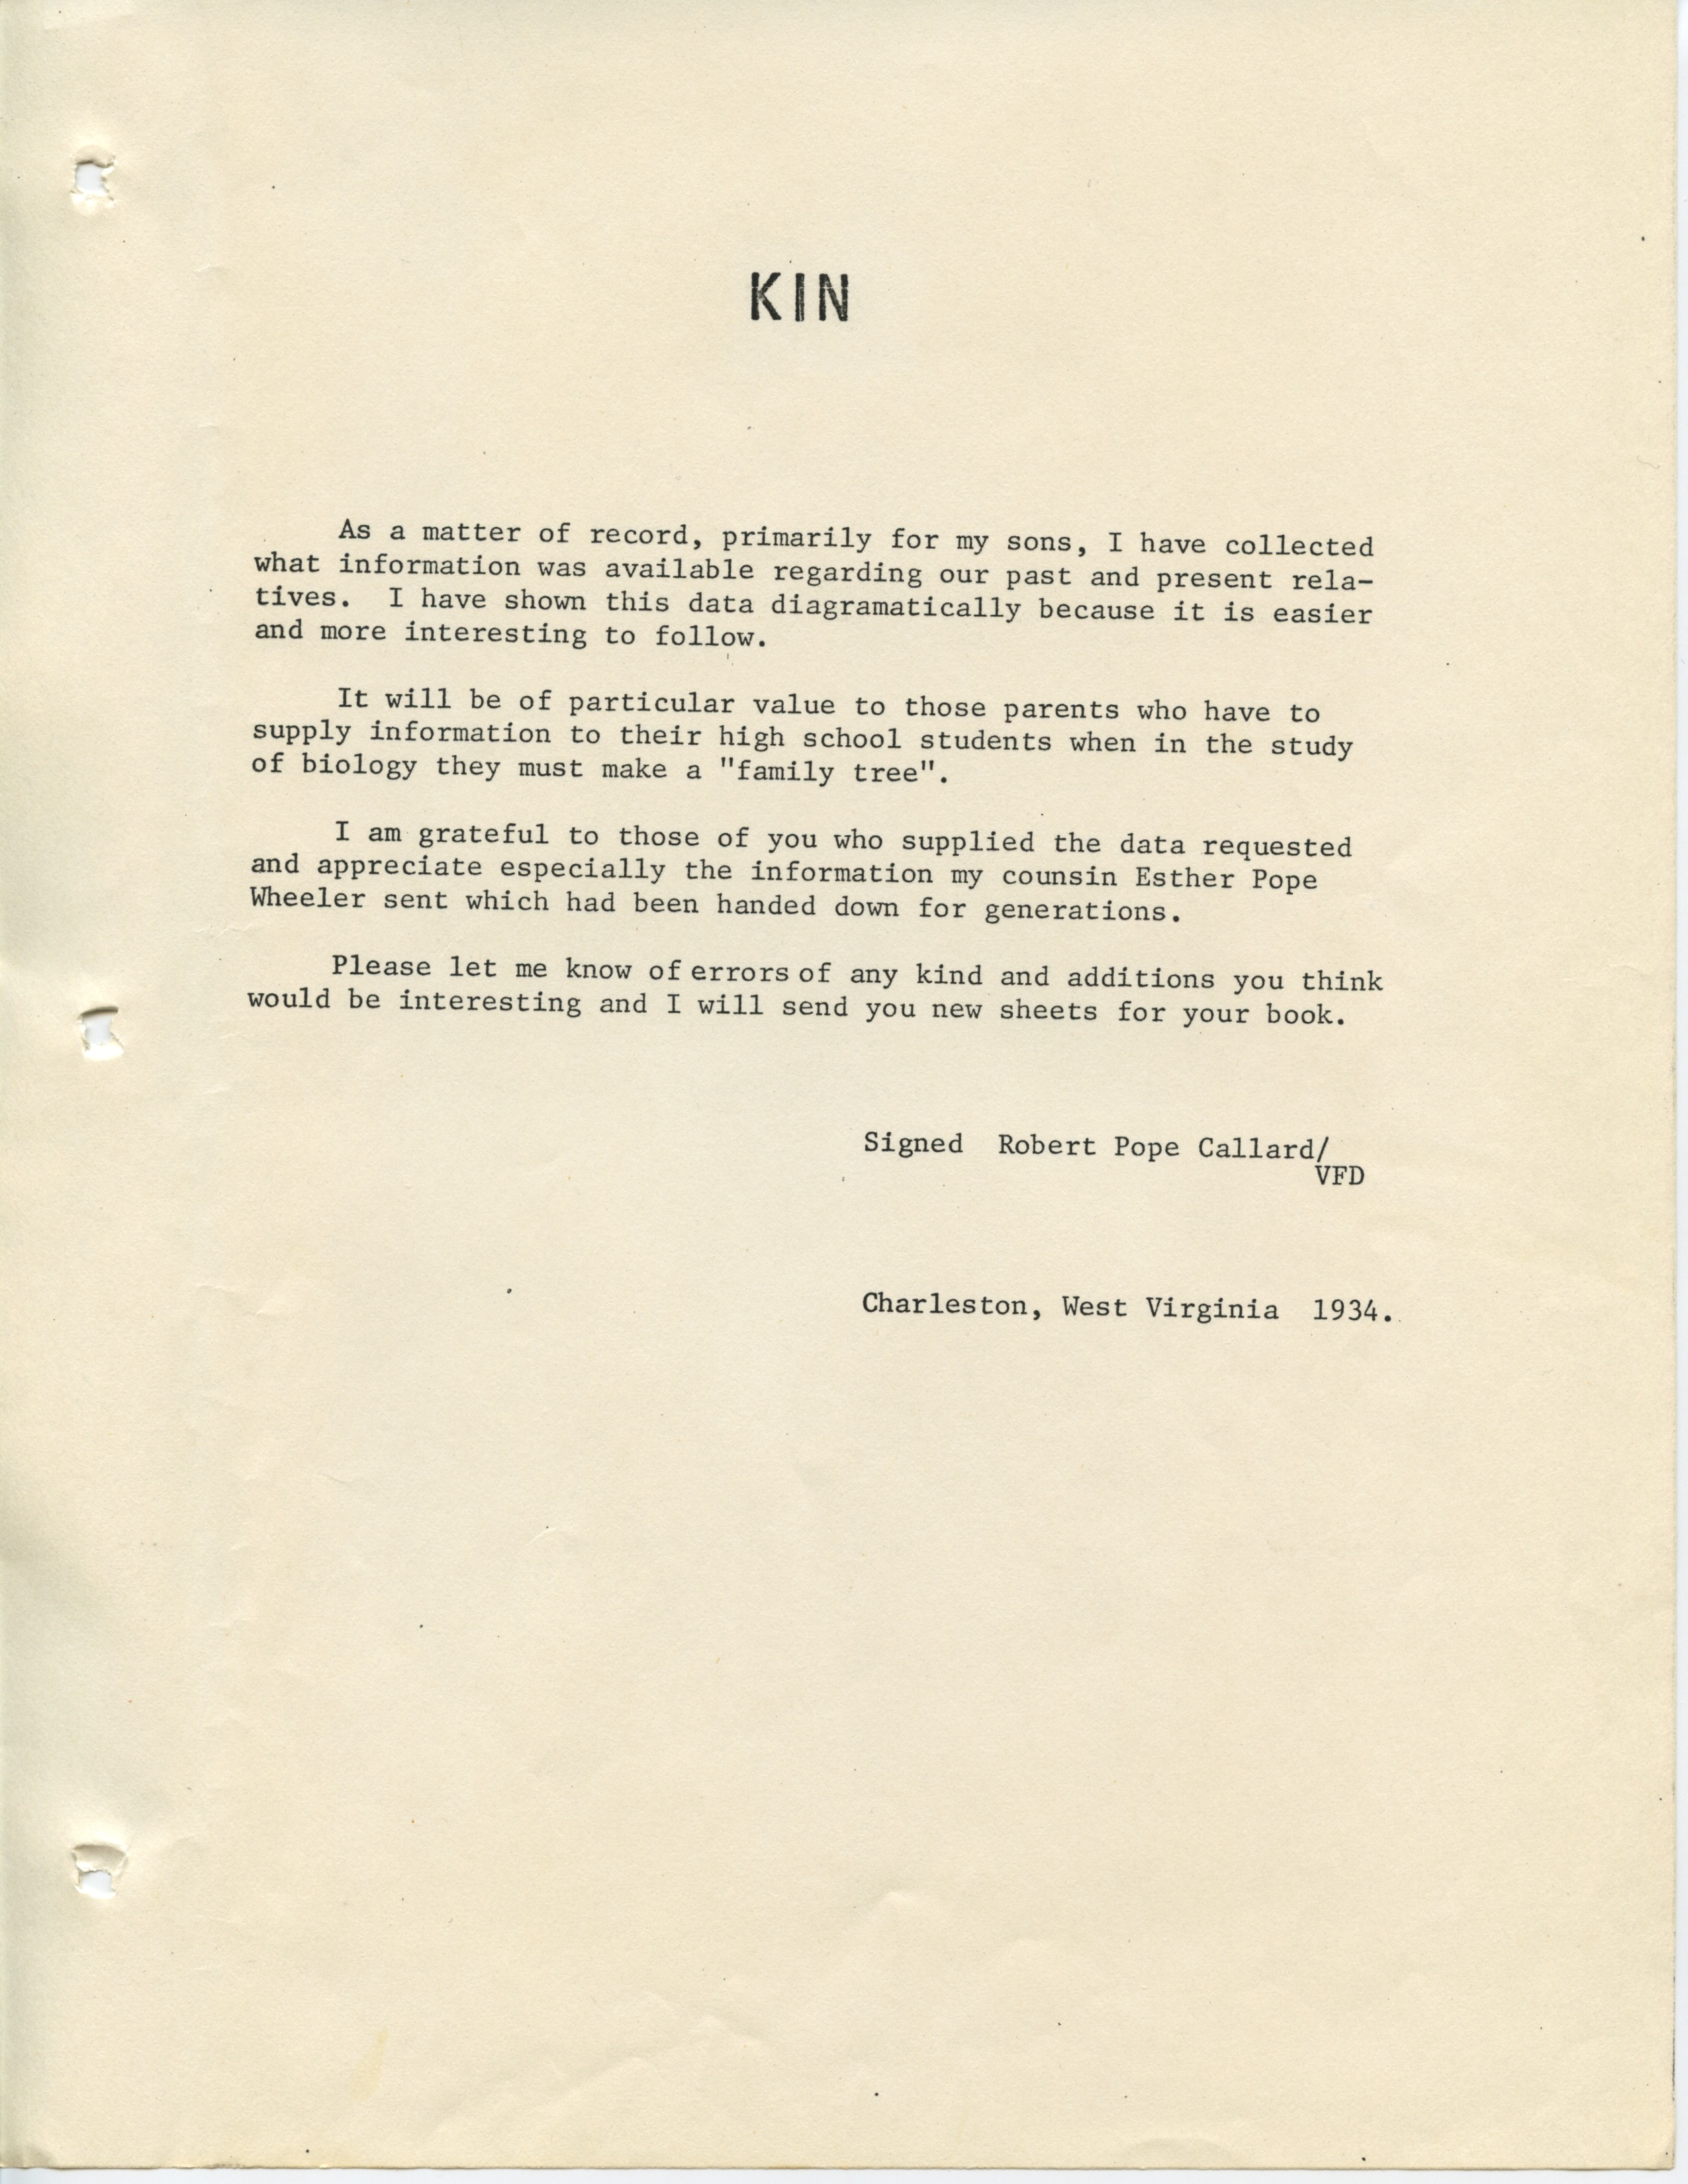 KIN
As a matter of record, primarily for my sons, I have collected
what information was available regarding our past and present rela-
tives. I have shown this data diagramatically because it is easier
and more interesting to follow.
It will be of particular value to those parents who have to
supply information to their high school students when in the study
of biology they must make a "family tree".
I am grateful to those of you who supplied the data requested
and appreciate especially the information my counsin Esther Pope
Wheeler sent which had been handed down for generations.
Please let me know of errors of any kind and additions you think
would be interesting and I will send you new sheets for your book.
Signed Robert Pope Callard/
VFD
Charleston, West Virginia 1934.